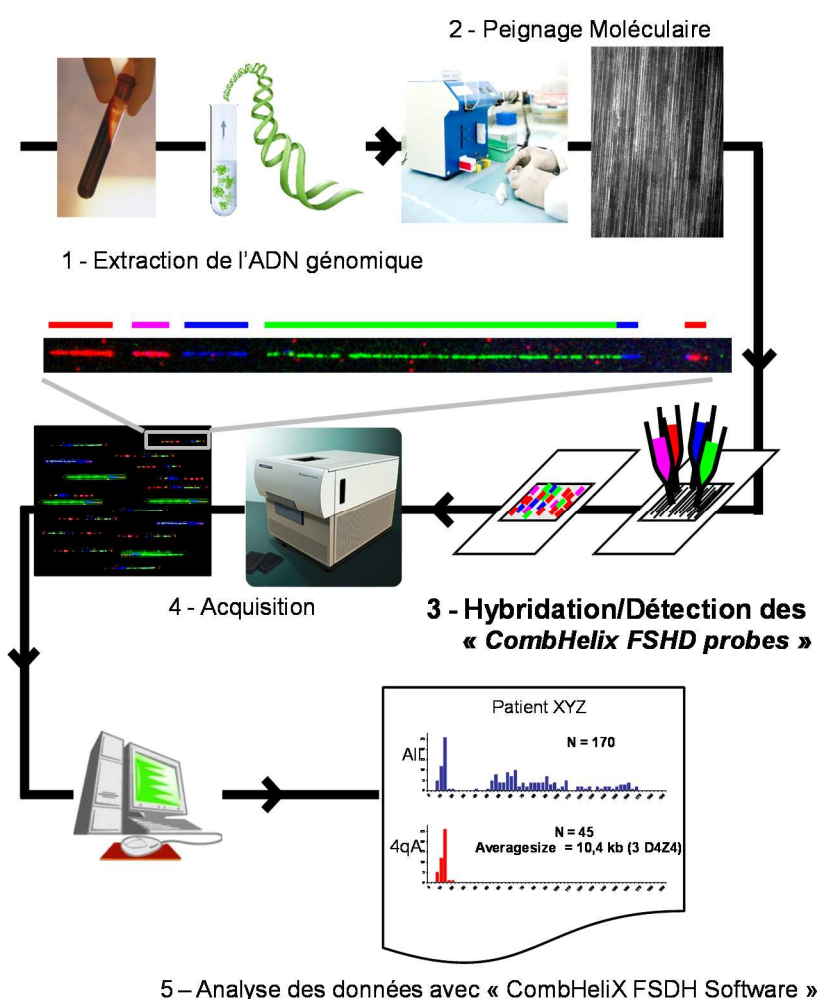 2 - Peignage Moléculaire
1 - Extraction de l'ADN génomique
4 - Acquisition
3 - Hybridation/Détection des
« CombHelix FSHD probes »
Patient XYZ
All
N = 170
4qA
N = 45
Averagesize = 10,4 kb (3 D4Z4)
5 – Analyse des données avec « CombHeliX FSDH Software »